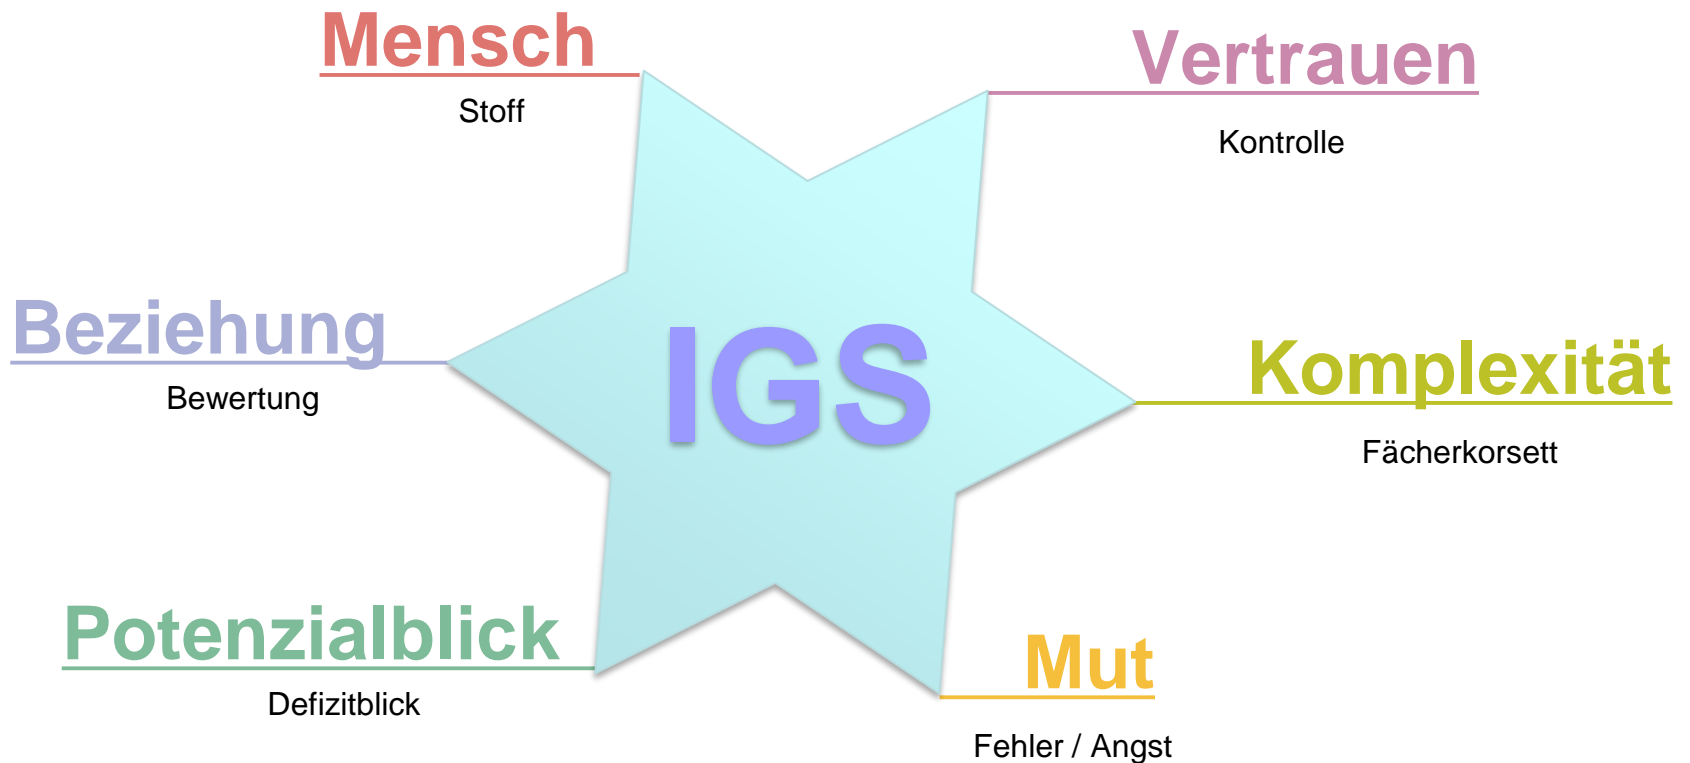 Mensch
Stoff
Vertrauen
Kontrolle
Beziehung
Bewertung
IGS
Komplexität
Fächerkorsett
Potenzialblick
Defizitblick
Mut
Fehler / Angst